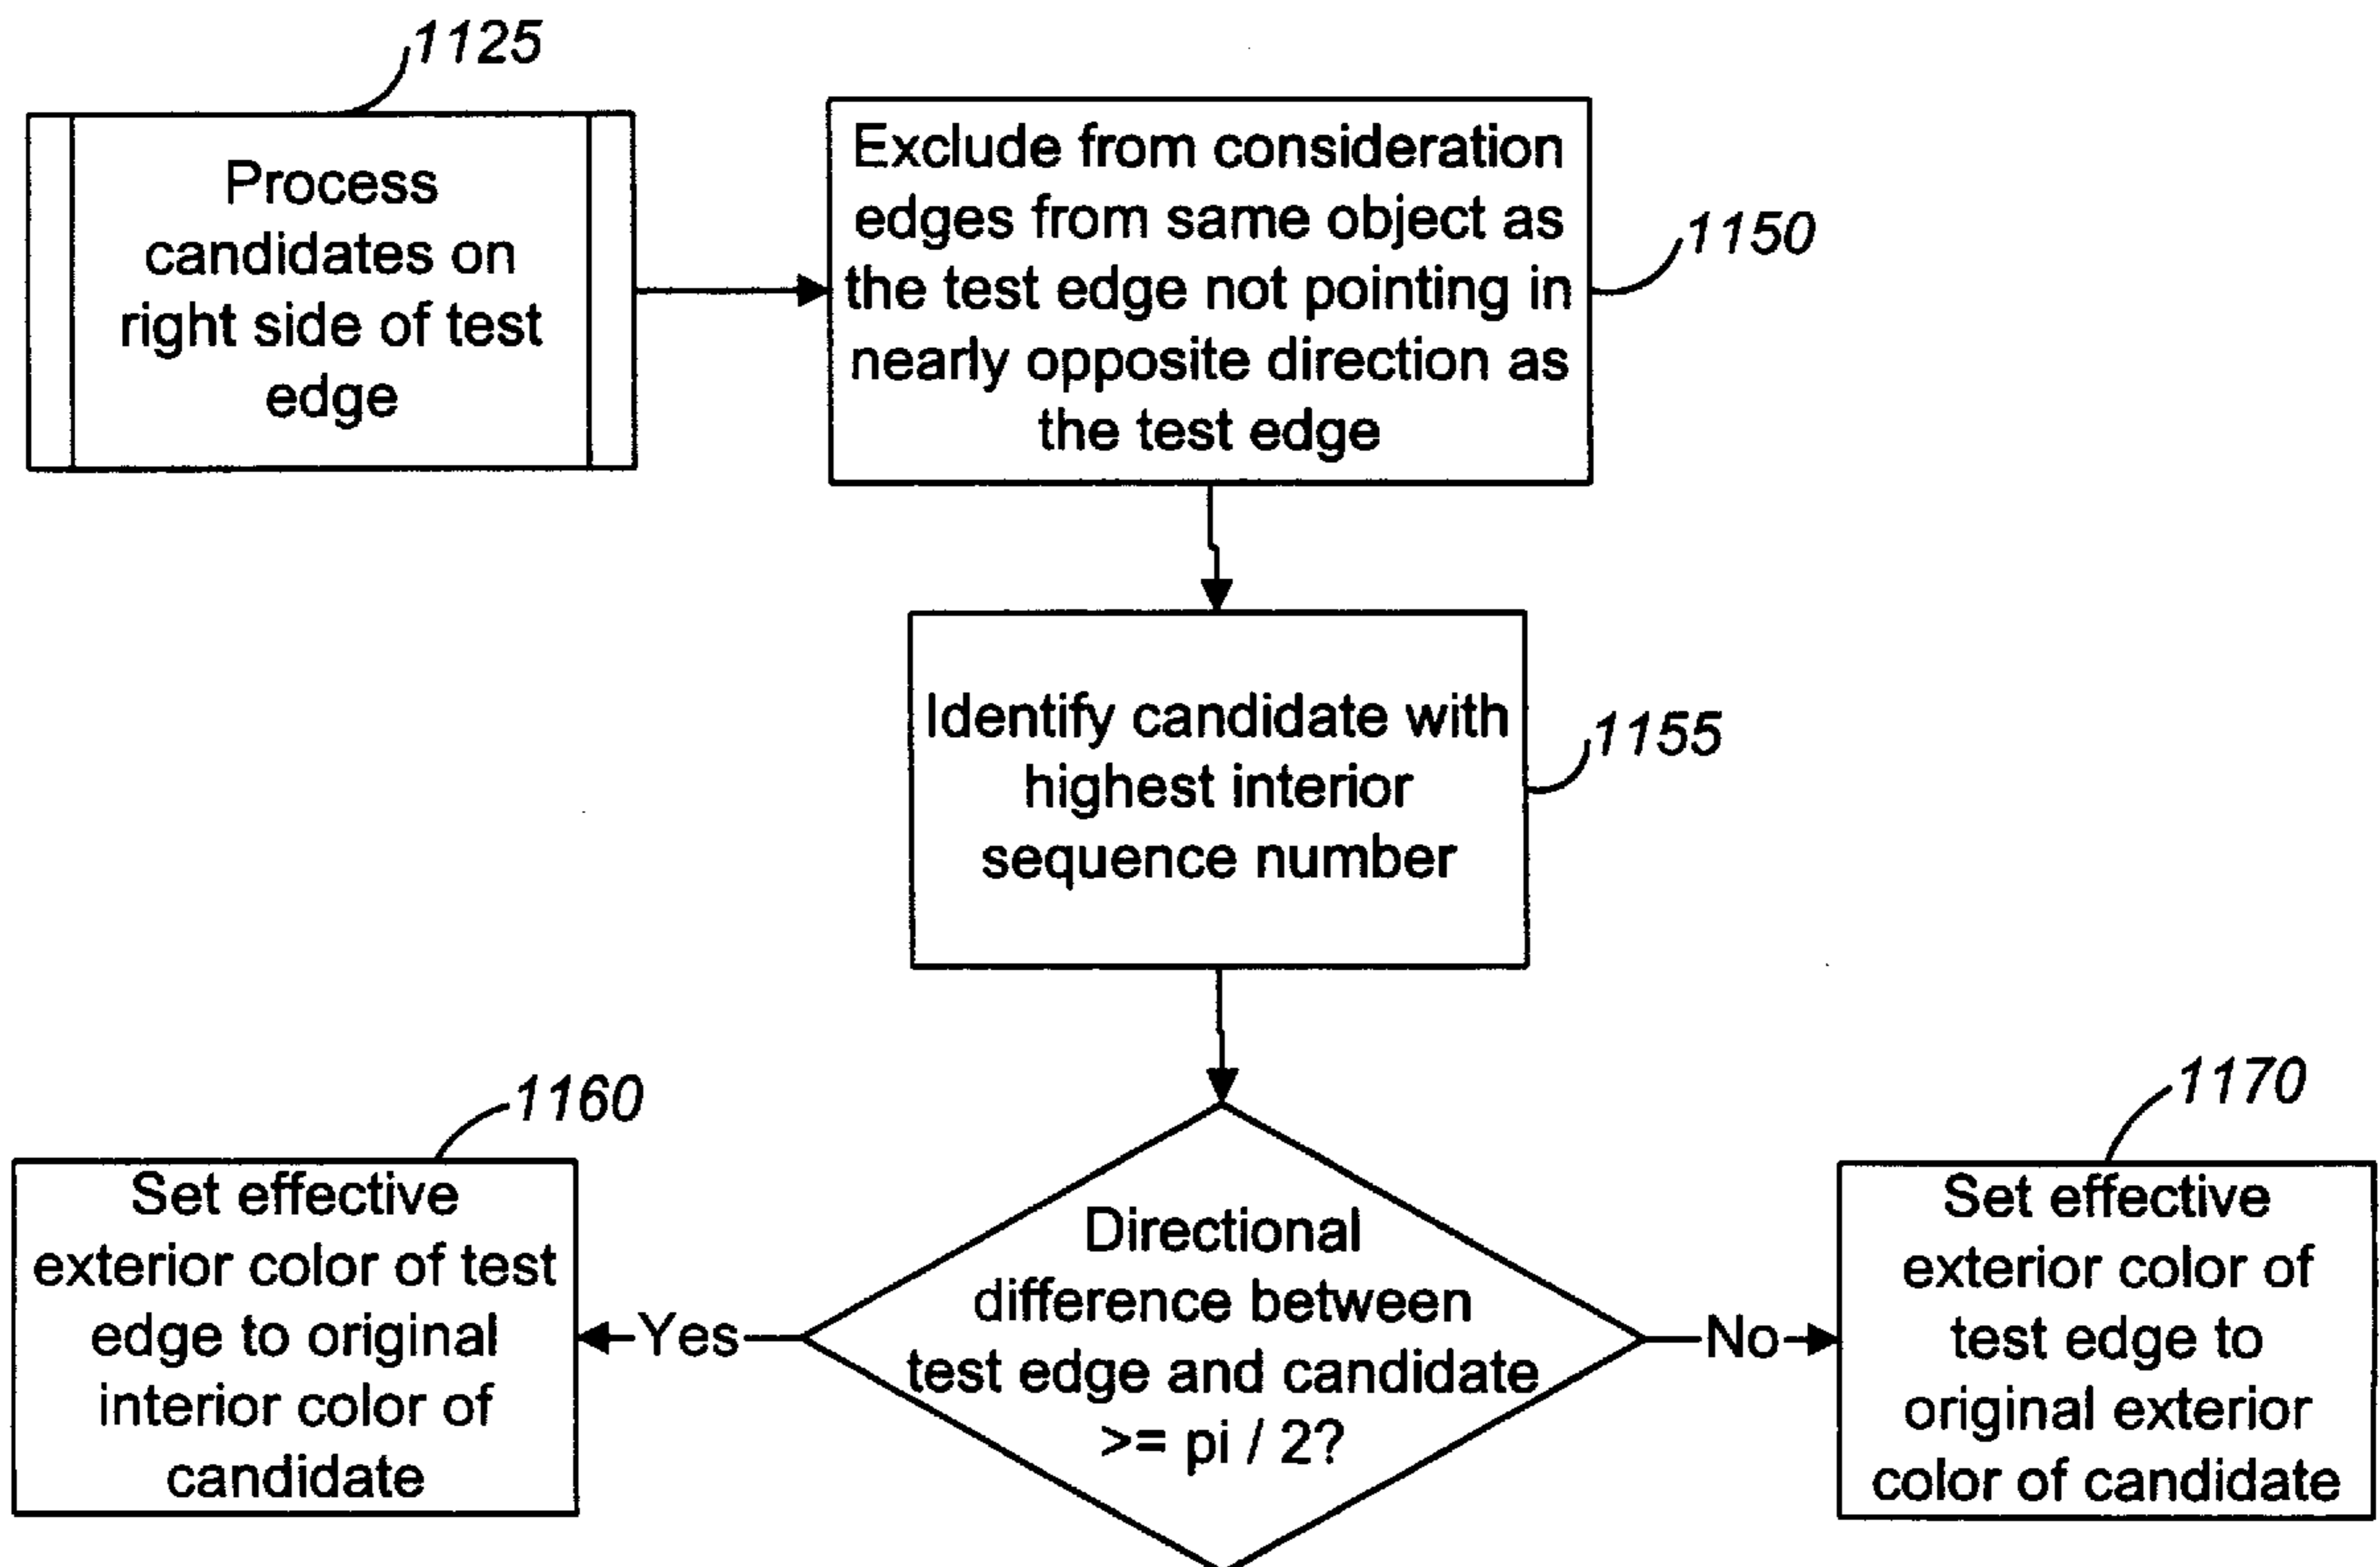 1125
Process
candidates on
right side of test
edge
Exclude from consideration
edges from same object as
the test edge not pointing in
nearly opposite direction as
the test edge
1150
Identify candidate with
highest interior
sequence number
1155
1160
Set effective
exterior color of test
edge to original
interior color of
candidate
Yes
Directional
difference between
test edge and candidate
>= pi / 2?
No
1170
Set effective
exterior color of
test edge to
original exterior
color of candidate